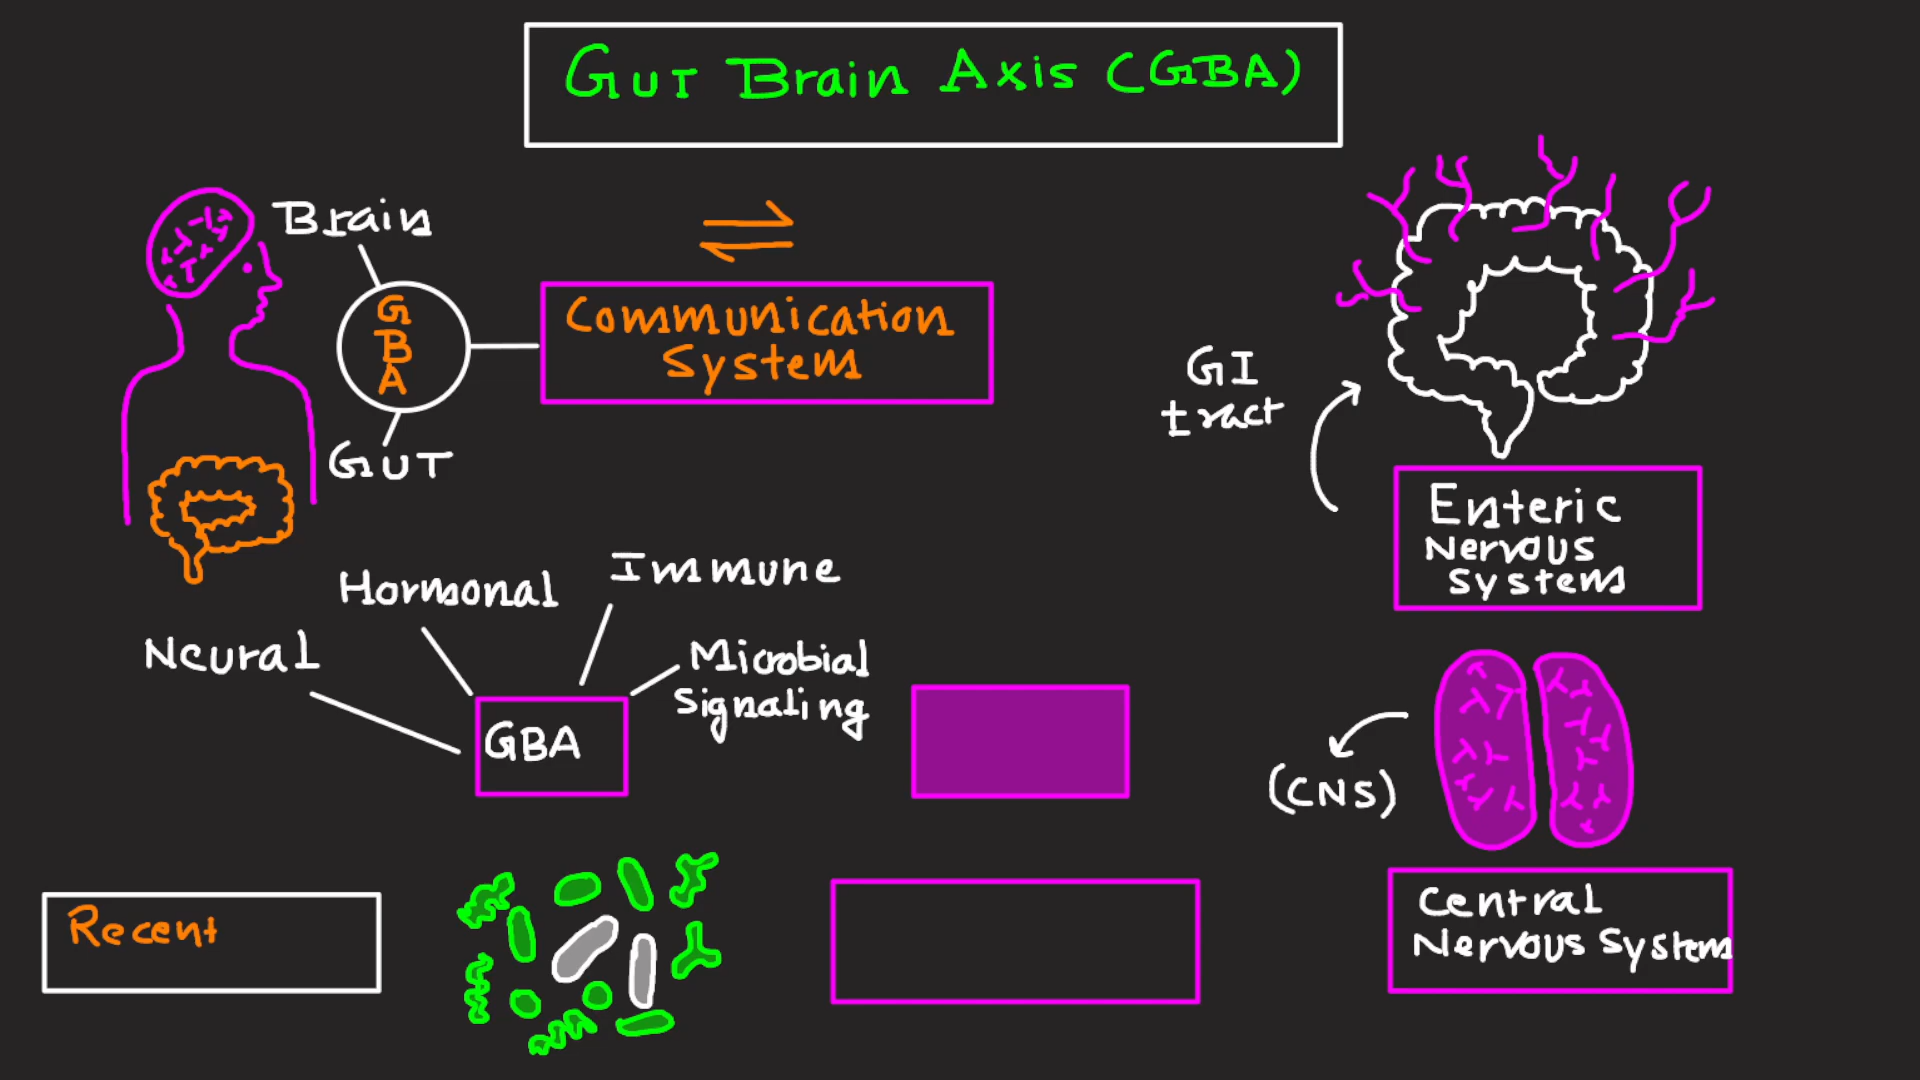 Gut Brain Axis (GBA)
Brain
G
B
A
Gut
Communication
System
GI
tract
Enteric
Nervous
System
Hormonal
Immune
Neural
Microbial
Signaling
GBA
(CNS)
Recent
Central
Nervous System